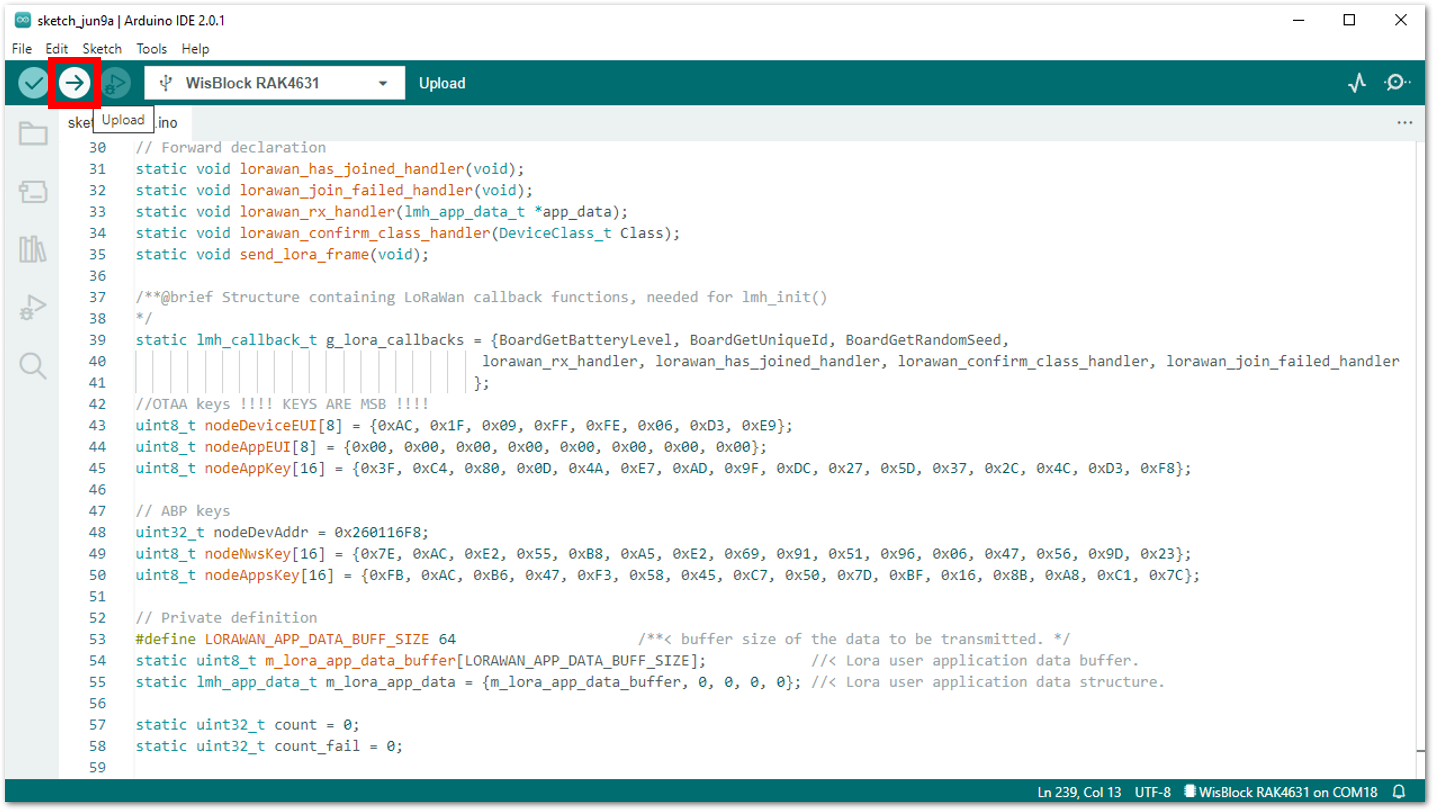 sketch_jun9a | Arduino IDE 2.0.1
File Edit Sketch Tools Help
WisBlock RAK4631 Upload
sket .ino
Upload
30 // Forward declaration
31 static void lorawan_has_joined_handler(void);
32 static void lorawan_join_failed_handler(void);
33 static void lorawan_rx_handler(lmh_app_data_t *app_data);
34 static void lorawan_confirm_class_handler(DeviceClass_t Class);
35 static void send_lora_frame(void);
36
37 /**@brief Structure containing LoRaWan callback functions, needed for lmh_init()
38 */
39 static lmh_callback_t g_lora_callbacks = {BoardGetBatteryLevel, BoardGetUniqueId, BoardGetRandomSeed,
40 lorawan_rx_handler, lorawan_has_joined_handler, lorawan_confirm_class_handler, lorawan_join_failed_handler
41 };
42 //OTAA keys !!!! KEYS ARE MSB !!!!
43 uint8_t nodeDeviceEUI[8] = {0xAC, 0x1F, 0x09, 0xFF, 0xFE, 0x06, 0xD3, 0xE9};
44 uint8_t nodeAppEUI[8] = {0x00, 0x00, 0x00, 0x00, 0x00, 0x00, 0x00, 0x00};
45 uint8_t nodeAppKey[16] = {0x3F, 0xC4, 0x80, 0x0D, 0x4A, 0xE7, 0xAD, 0x9F, 0xDC, 0x27, 0x5D, 0x37, 0x2C, 0x4C, 0xD3, 0xF8};
46
47 // ABP keys
48 uint32_t nodeDevAddr = 0x260116F8;
49 uint8_t nodeNwsKey[16] = {0x7E, 0xAC, 0xE2, 0x55, 0xB8, 0xA5, 0xE2, 0x69, 0x91, 0x51, 0x96, 0x06, 0x47, 0x56, 0x9D, 0x23};
50 uint8_t nodeAppsKey[16] = {0xFB, 0xAC, 0xB6, 0x47, 0xF3, 0x58, 0x45, 0xC7, 0x50, 0x7D, 0xBF, 0x16, 0x8B, 0xA8, 0xC1, 0x7C};
51
52 // Private definition
53 #define LORAWAN_APP_DATA_BUFF_SIZE 64 /**< buffer size of the data to be transmitted. */
54 static uint8_t m_lora_app_data_buffer[LORAWAN_APP_DATA_BUFF_SIZE]; //< Lora user application data buffer.
55 static lmh_app_data_t m_lora_app_data = {m_lora_app_data_buffer, 0, 0, 0, 0}; //< Lora user application data structure.
56
57 static uint32_t count = 0;
58 static uint32_t count_fail = 0;
59
Ln 239, Col 13 UTF-8 WisBlock RAK4631 on COM18